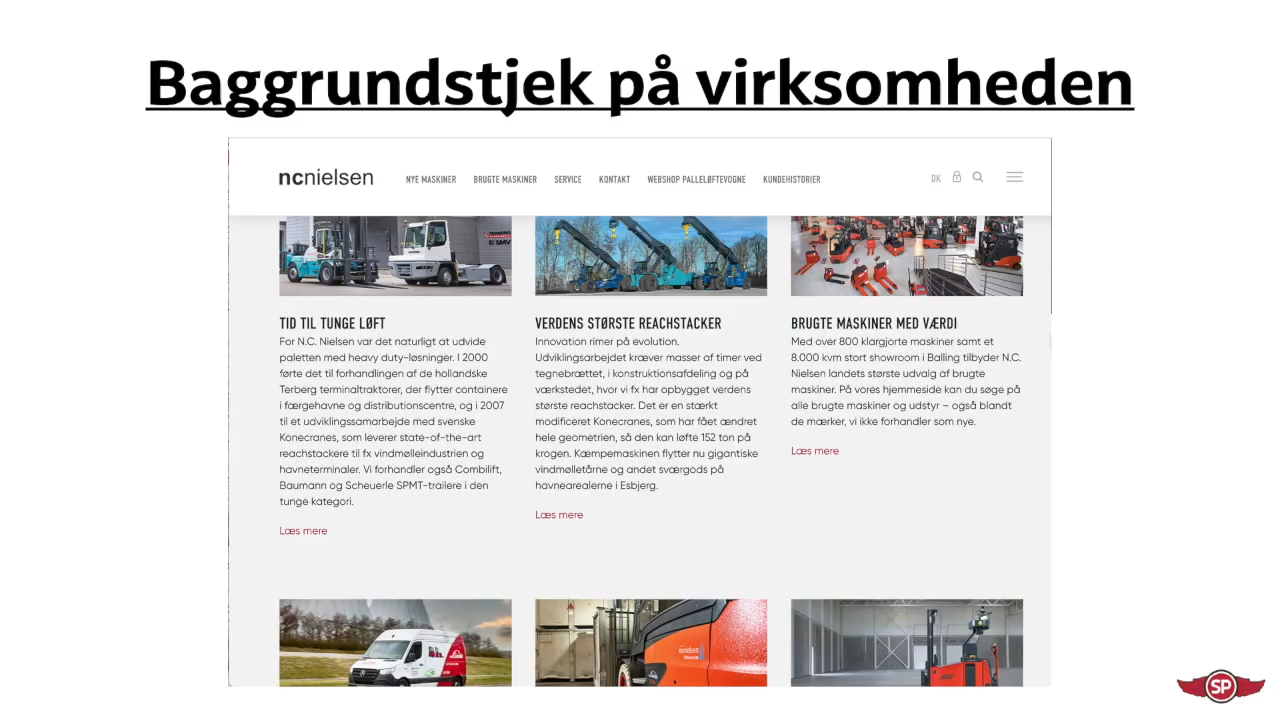 Baggrundstjek på virksomheden
ncnielsen
NYE MASKINER BRUGTE MASKINER SERVICE KONTAKT WEBSHOP PALLELØFTEVOGNE KUNDEHISTORIER
DK
TID TIL TUNGE LØFT
For N.C. Nielsen var det naturligt at udvide
paletten med heavy duty-løsninger. I 2000
førte det til forhandlingen af de hollandske
Terberg terminaltraktorer, der flytter containere
i færgehavne og distributionscentre, og i 2007
til et udviklingssamarbejde med svenske
Konecranes, som leverer state-of-the-art
reachstackere til fx vindmølleindustrien og
havneterminaler. Vi forhandler også Combilift,
Baumann og Scheuerle SPMT-trailere i den
tunge kategori.
Læs mere
VERDENS STØRSTE REACHSTACKER
Innovation rimer på evolution.
Udviklingsarbejdet kræver masser af timer ved
tegnebrættet, i konstruktionsafdeling og på
værkstedet, hvor vi fx har opbygget verdens
største reachstacker. Det er en stærkt
modificeret Konecranes, som har fået ændret
hele geometrien, så den kan løfte 152 ton på
krogen. Kæmpemaskinen flytter nu gigantiske
vindmølletårne og andet sværgods på
havnearealerne i Esbjerg.
Læs mere
BRUGTE MASKINER MED VÆRDI
Med over 800 klargjorte maskiner samt et
8.000 kvm stort showroom i Balling tilbyder N.C.
Nielsen landets største udvalg af brugte
maskiner. På vores hjemmeside kan du søge på
alle brugte maskiner og udstyr – også blandt
de mærker, vi ikke forhandler som nye.
Læs mere
ncnielsen
SP